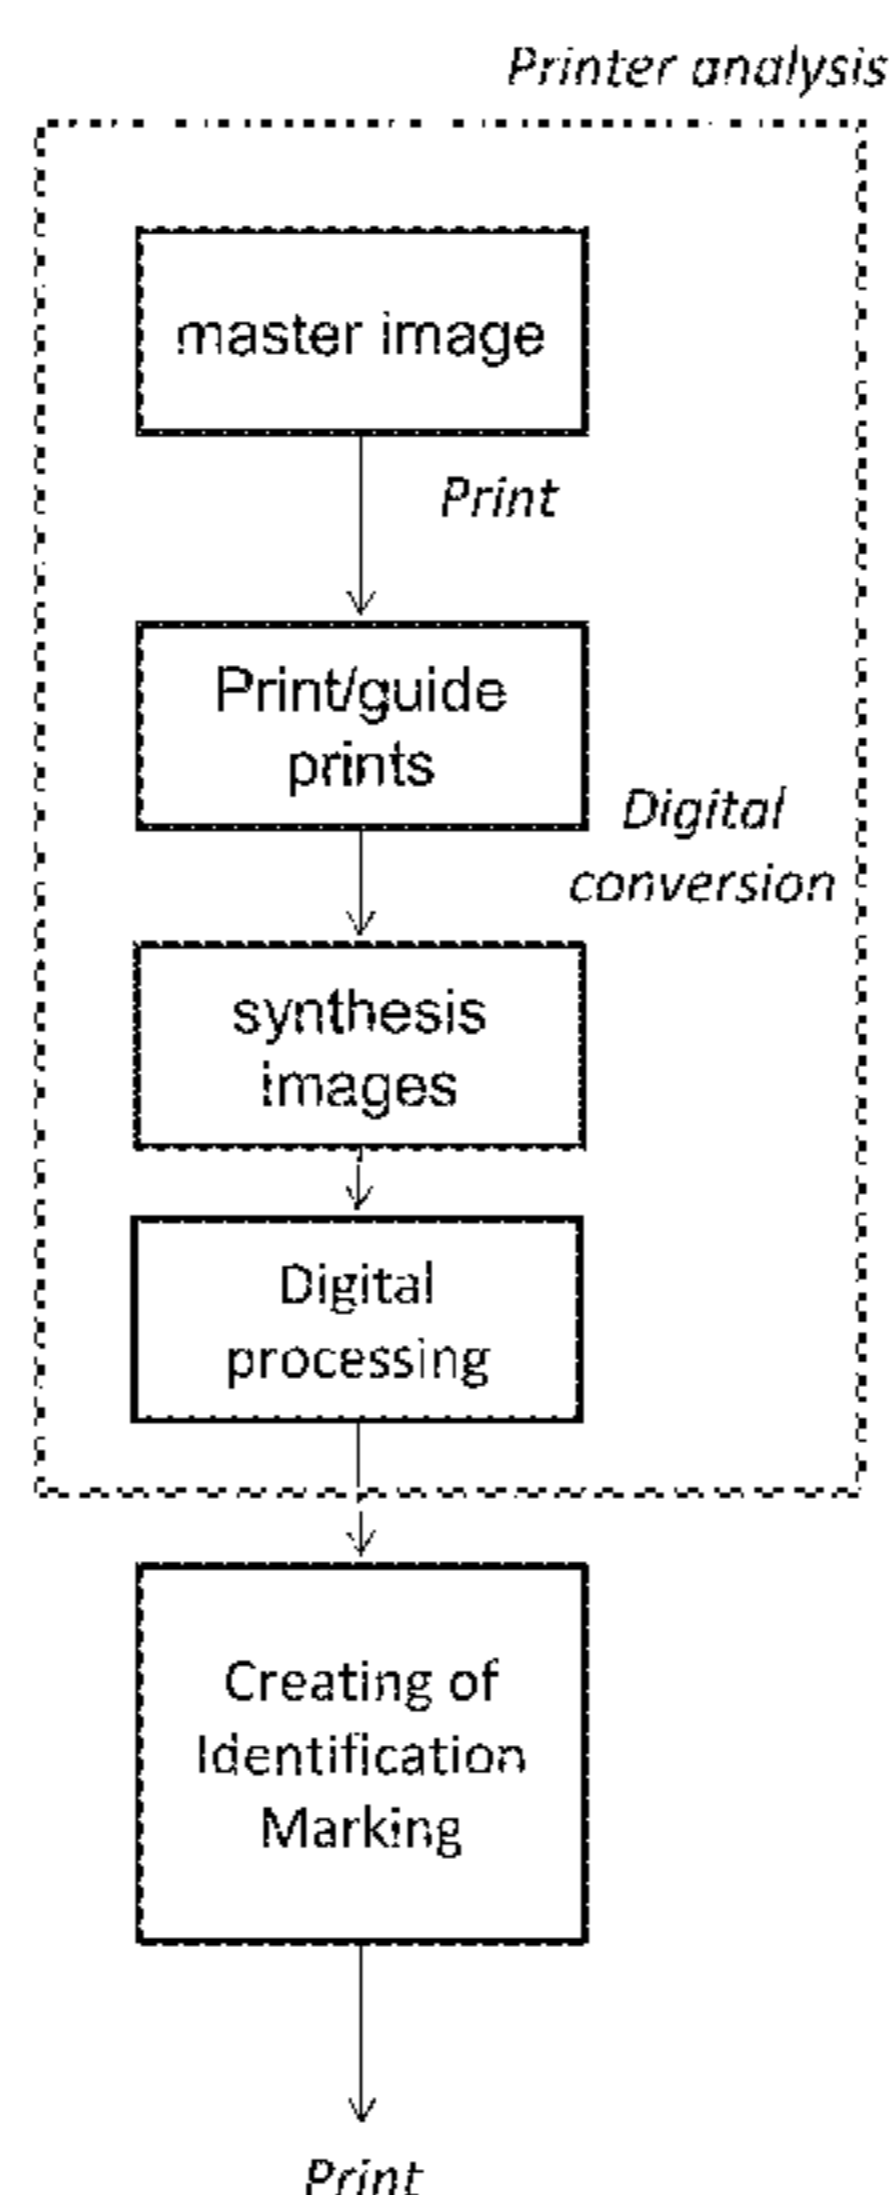 Printer analysis
master image
Print
Print/guide
prints
Digital
conversion
synthesis
images
Digital
processing
Creating of
Identification
Marking
Print